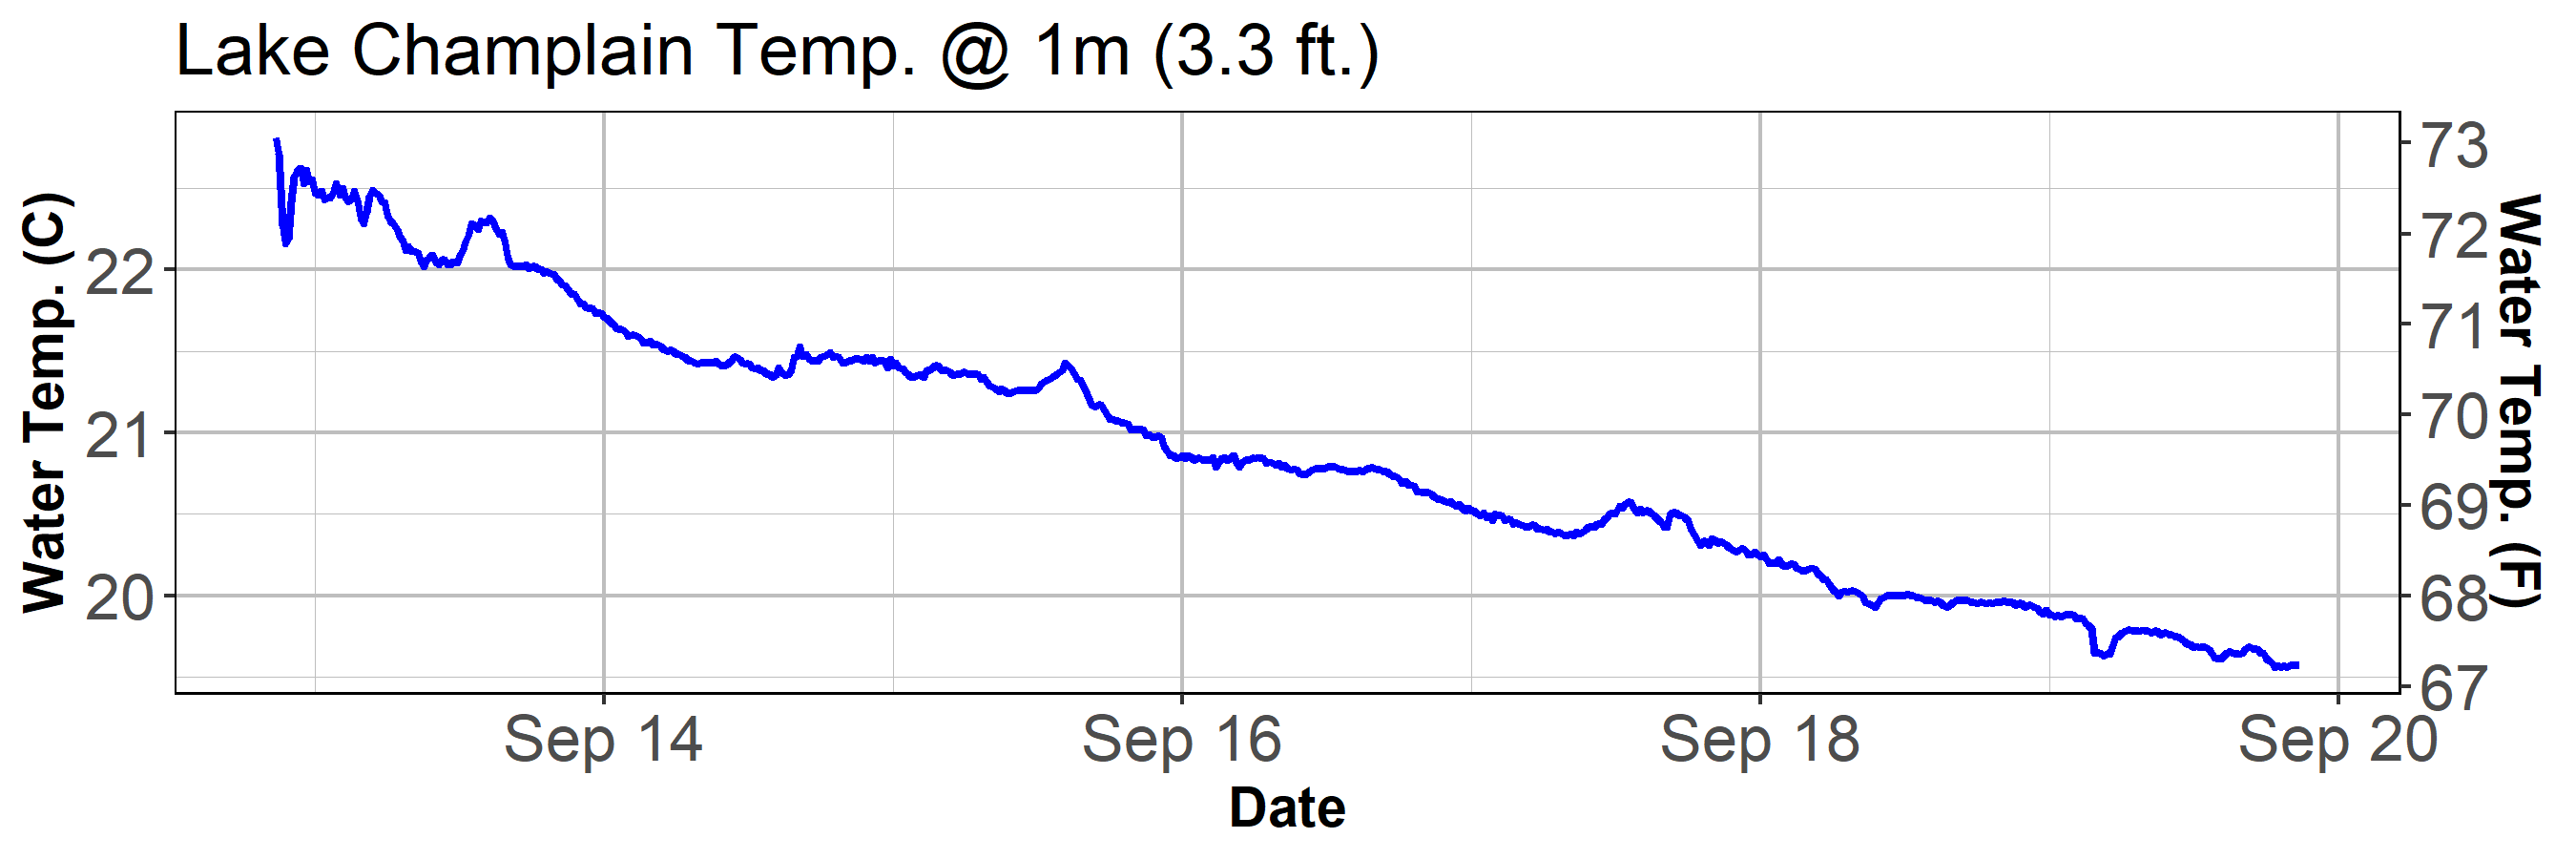 Lake Champlain Temp. @ 1m (3.3 ft.)
Water Temp. (C)
22
21
20
73
72
71
70
69
68
67
Water Temp. (F)
Sep 14
Sep 16
Sep 18
Sep 20
Date